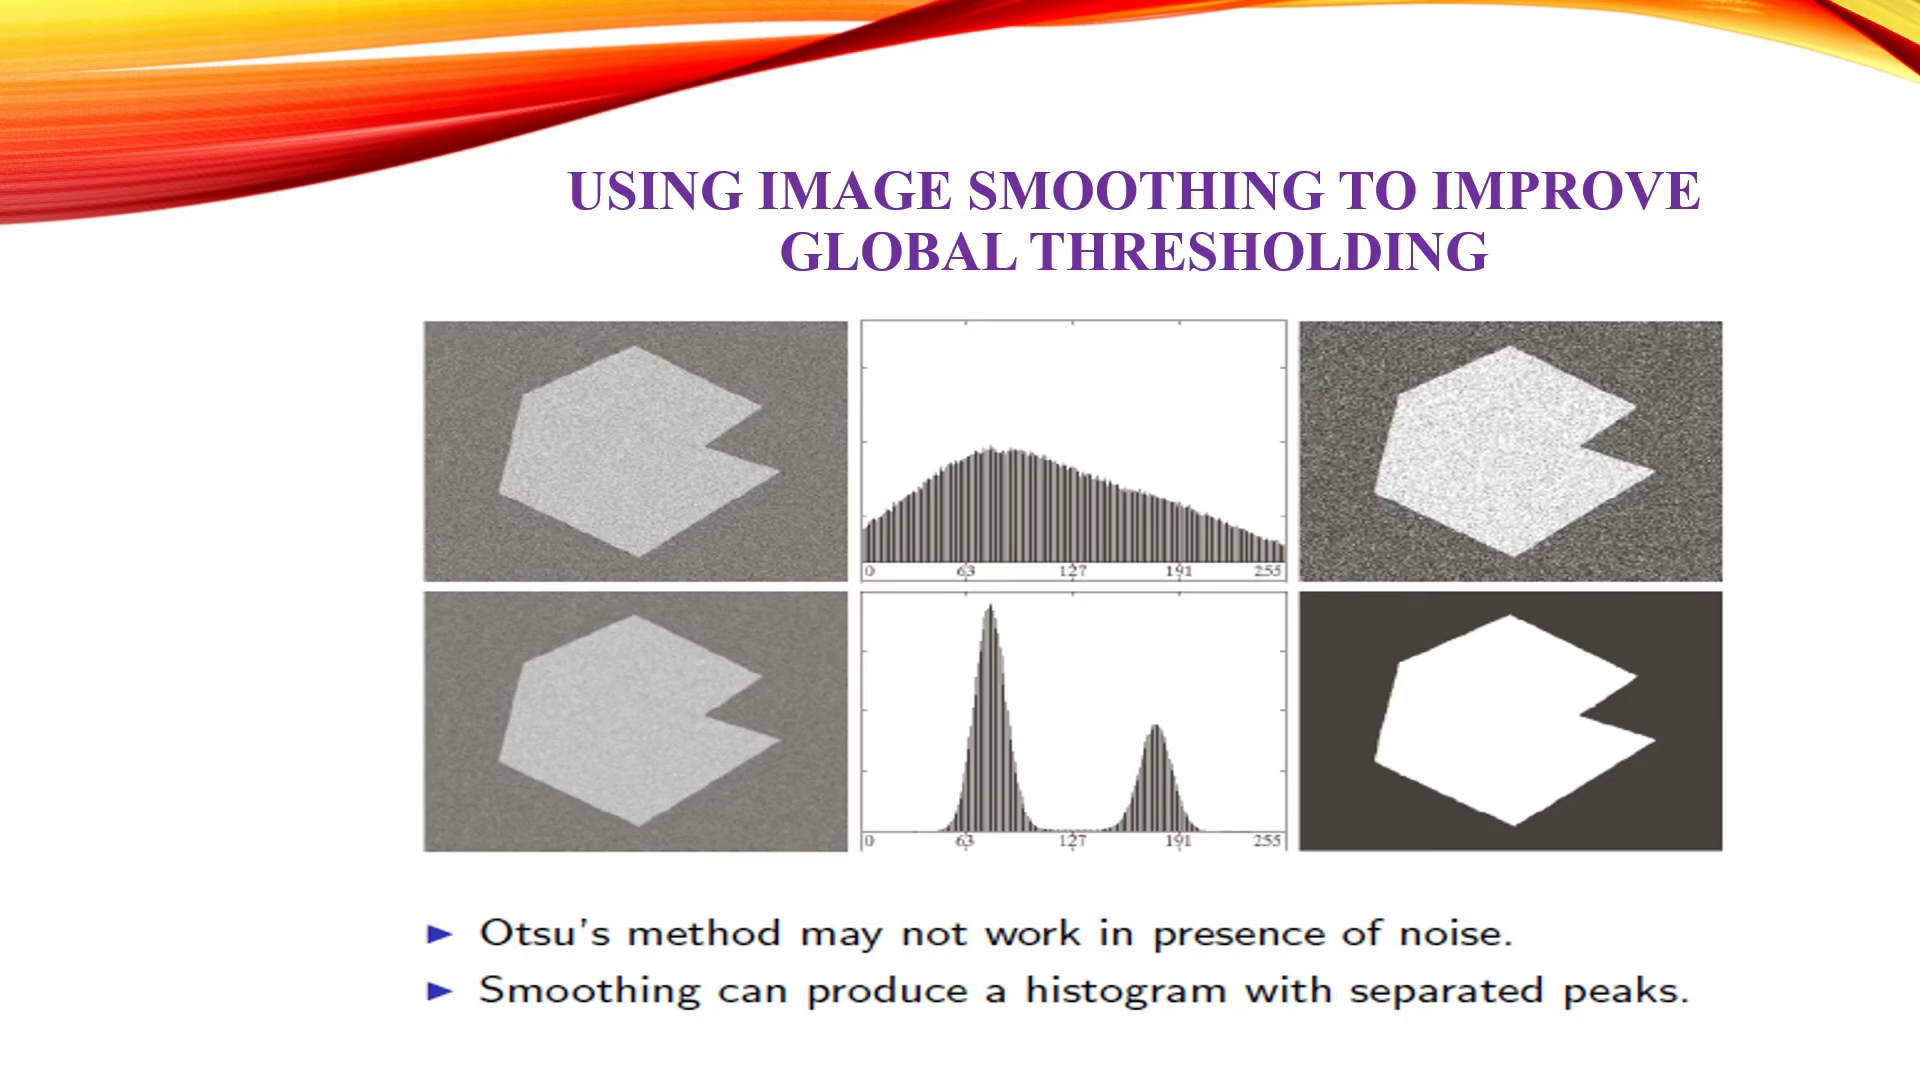 USING IMAGE SMOOTHING TO IMPROVE
GLOBAL THRESHOLDING
0 63 127 191 255
0 63 127 191 255
Otsu's method may not work in presence of noise.
Smoothing can produce a histogram with separated peaks.